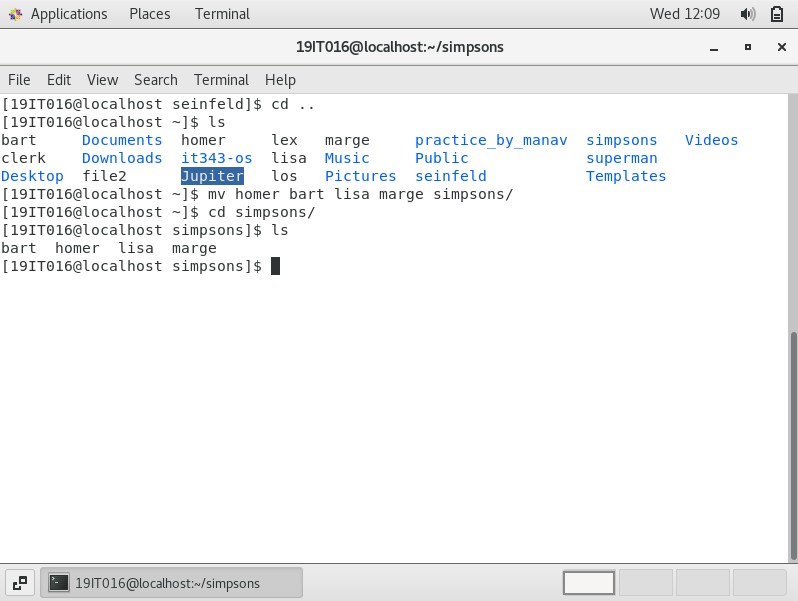 Applications Places Terminal Wed 12:09
19IT016@localhost:~/simpsons
File Edit View Search Terminal Help
[19IT016@localhost seinfeld]$ cd ..
[19IT016@localhost ~]$ ls
bart Documents homer lex marge practice_by_manav simpsons Videos
clerk Downloads it343-os lisa Music Public superman
Desktop file2 Jupiter los Pictures seinfeld Templates
[19IT016@localhost ~]$ mv homer bart lisa marge simpsons/
[19IT016@localhost ~]$ cd simpsons/
[19IT016@localhost simpsons]$ ls
bart homer lisa marge
[19IT016@localhost simpsons]$
19IT016@localhost:~/simpsons